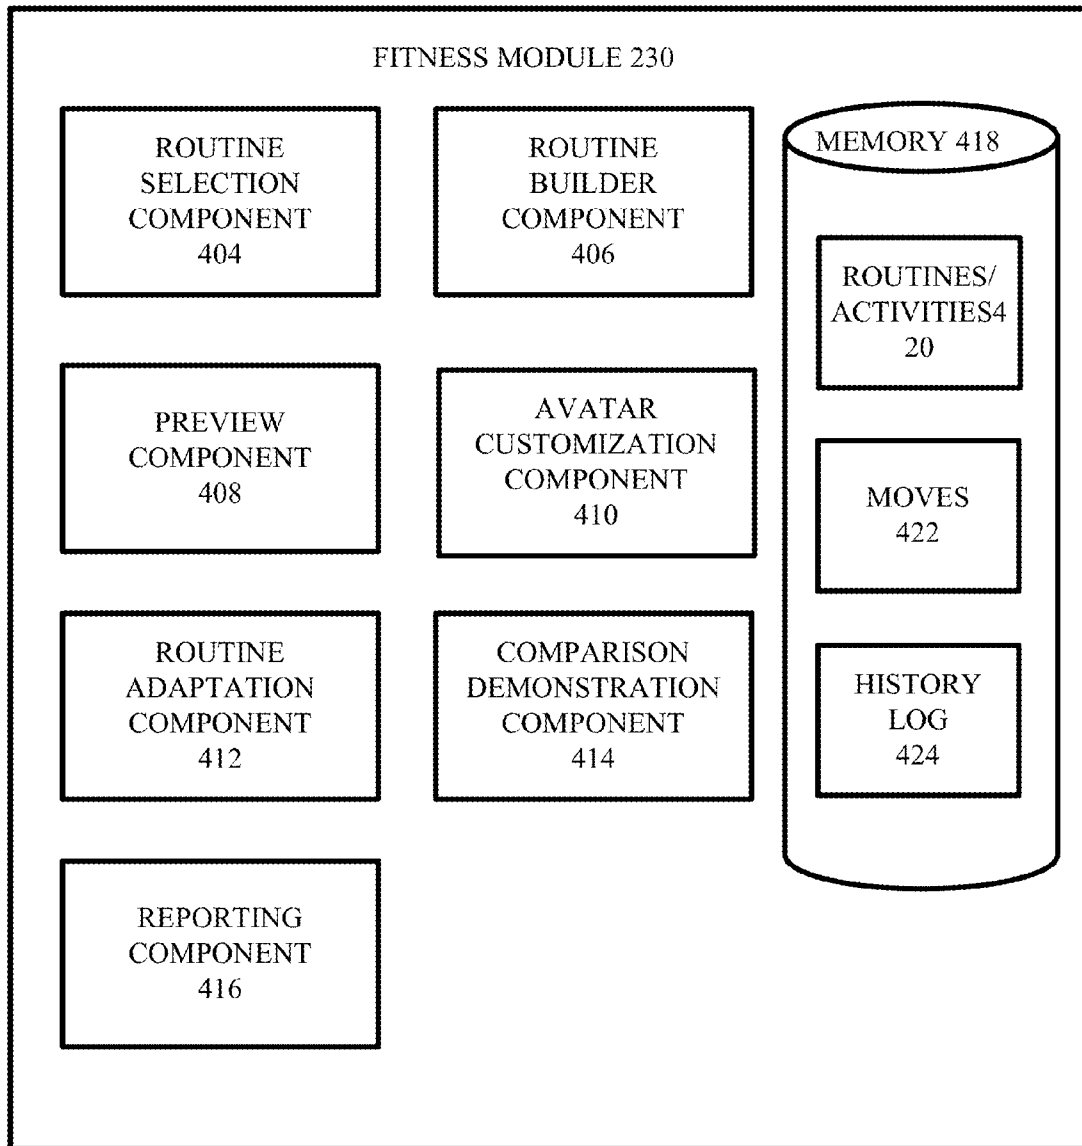 FITNESS MODULE 230
ROUTINE
SELECTION
COMPONENT
404
ROUTINE
BUILDER
COMPONENT
406
MEMORY 418
ROUTINES/
ACTIVITIES4
20
PREVIEW
COMPONENT
408
AVATAR
CUSTOMIZATION
COMPONENT
410
MOVES
422
ROUTINE
ADAPTATION
COMPONENT
412
COMPARISON
DEMONSTRATION
COMPONENT
414
HISTORY
LOG
424
REPORTING
COMPONENT
416